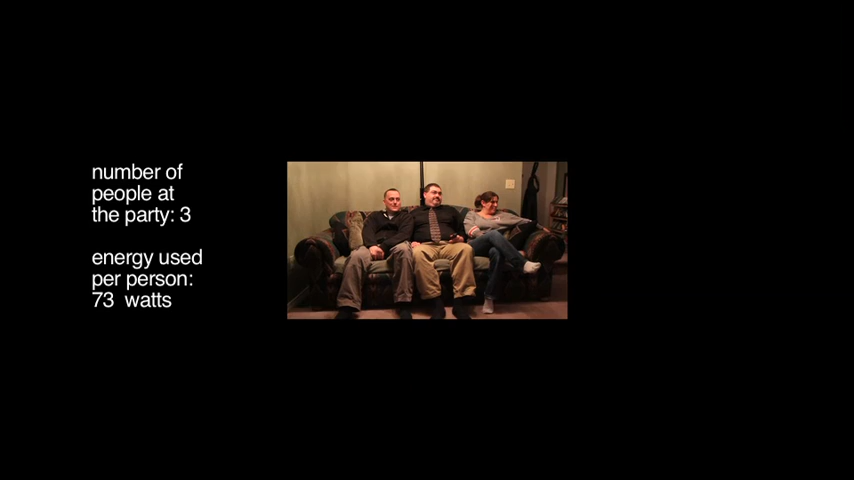 number of
people at
the party: 3
energy used
per person:
73 watts